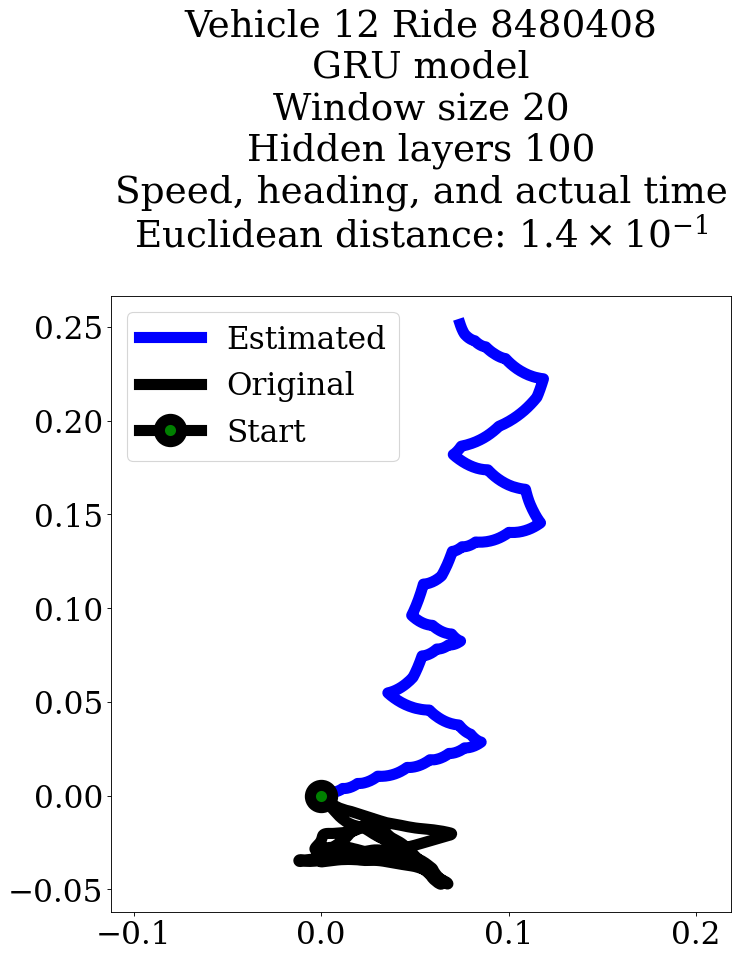 Vehicle 12 Ride 8480408
GRU model
Window size 20
Hidden layers 100
Speed, heading, and actual time
Euclidean distance: 1.4 × 10⁻¹
Estimated
Original
Start
0.25
0.20
0.15
0.10
0.05
0.00
−0.05
−0.1 0.0 0.1 0.2